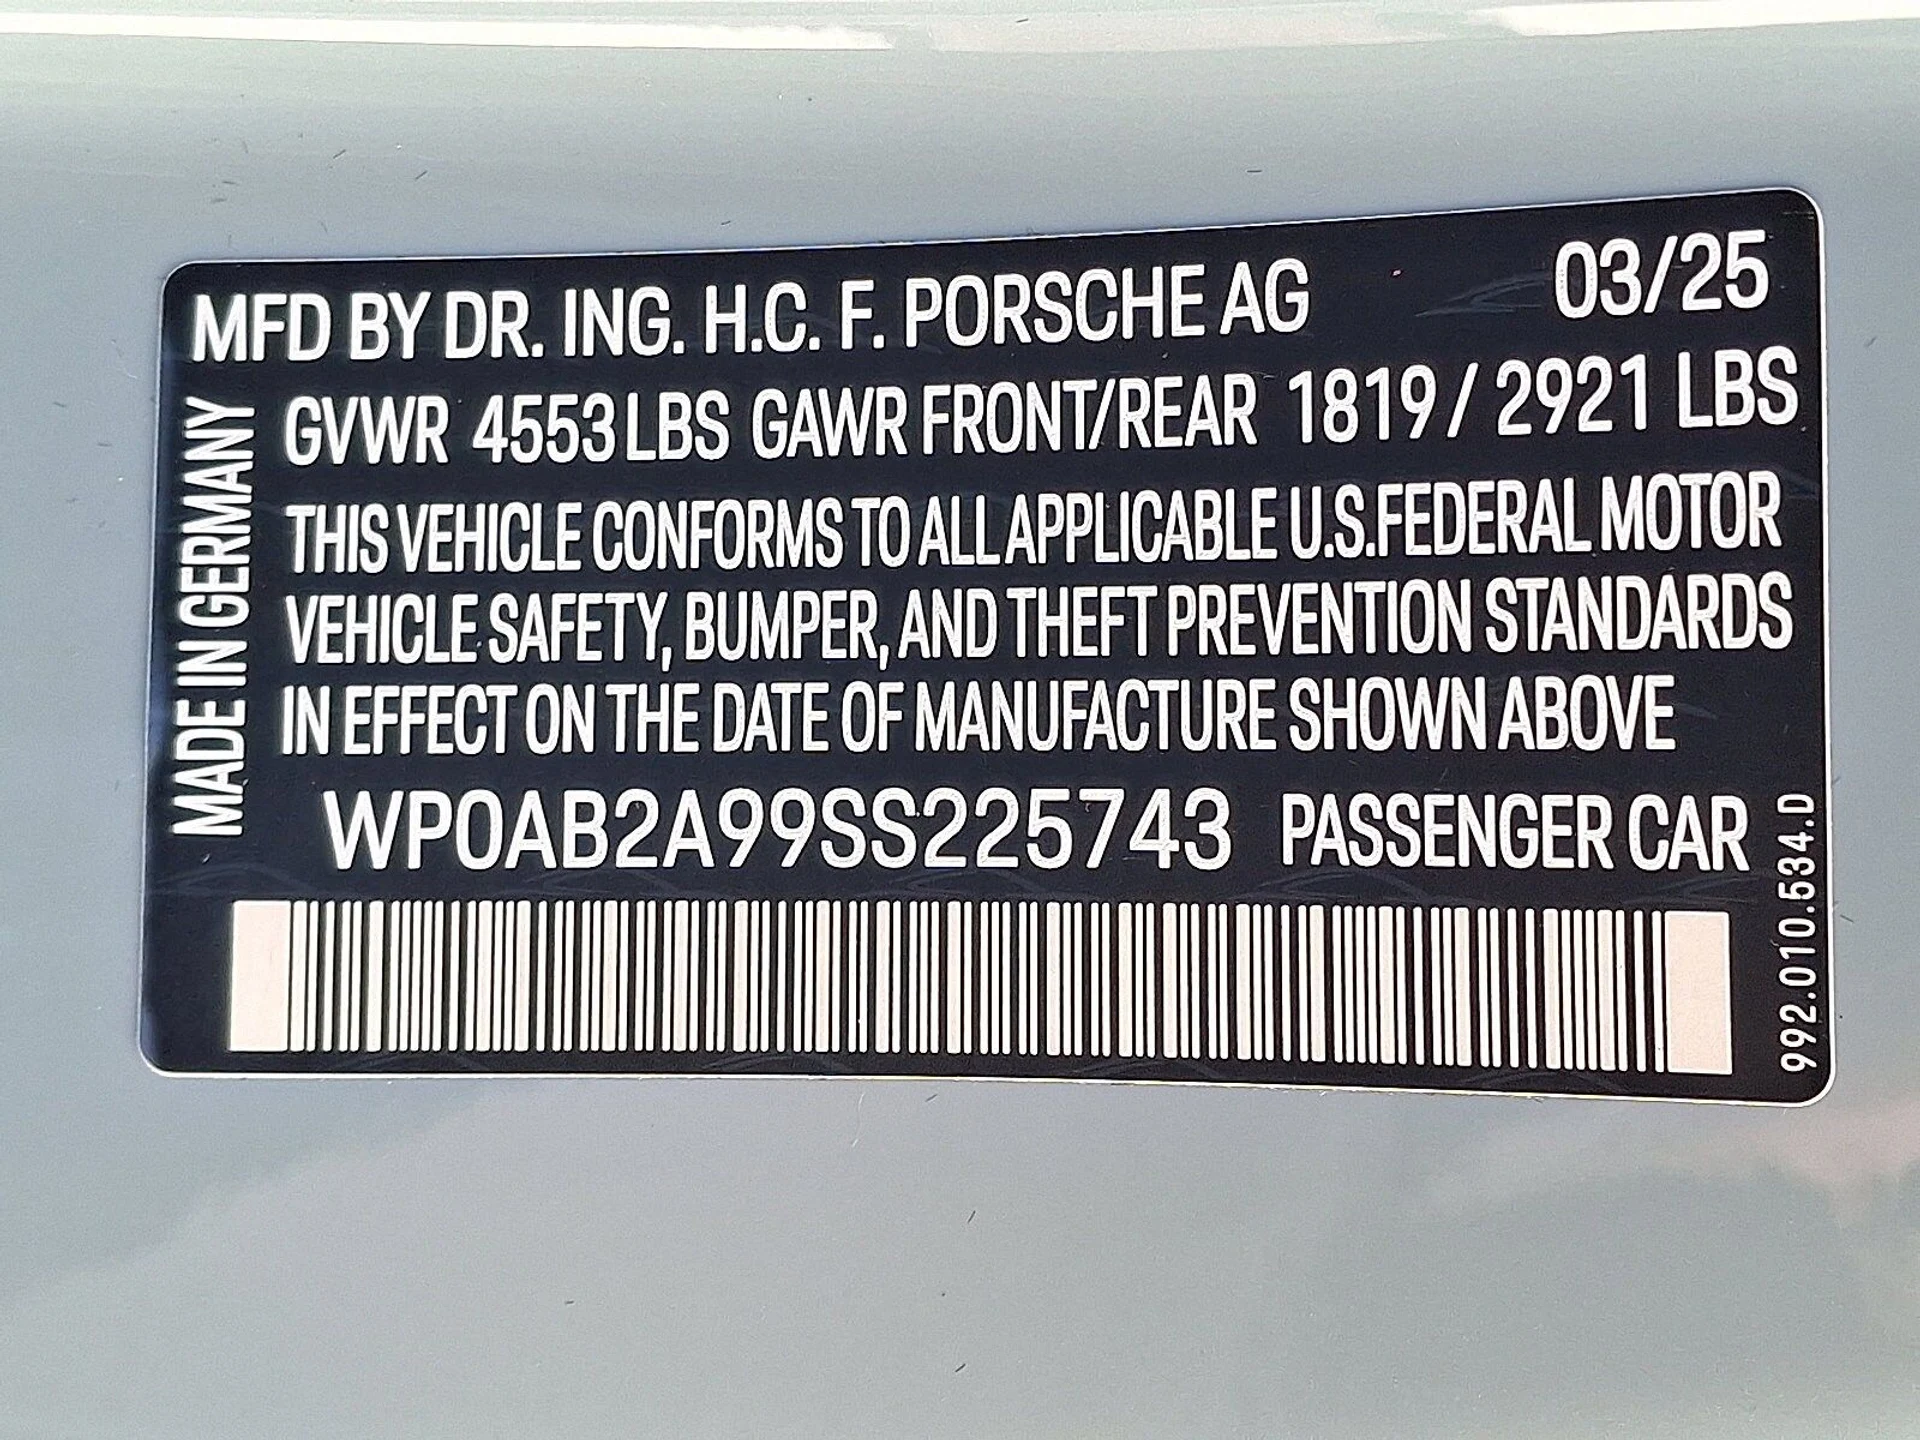 MFD BY DR. ING. H.C. F. PORSCHE AG 03/25
GVWR 4553 LBS GAWR FRONT/REAR 1819 / 2921 LBS
THIS VEHICLE CONFORMS TO ALL APPLICABLE U.S.FEDERAL MOTOR
VEHICLE SAFETY, BUMPER, AND THEFT PREVENTION STANDARDS
IN EFFECT ON THE DATE OF MANUFACTURE SHOWN ABOVE
WP0AB2A99SS225743 PASSENGER CAR
MADE IN GERMANY
992.010.534.D